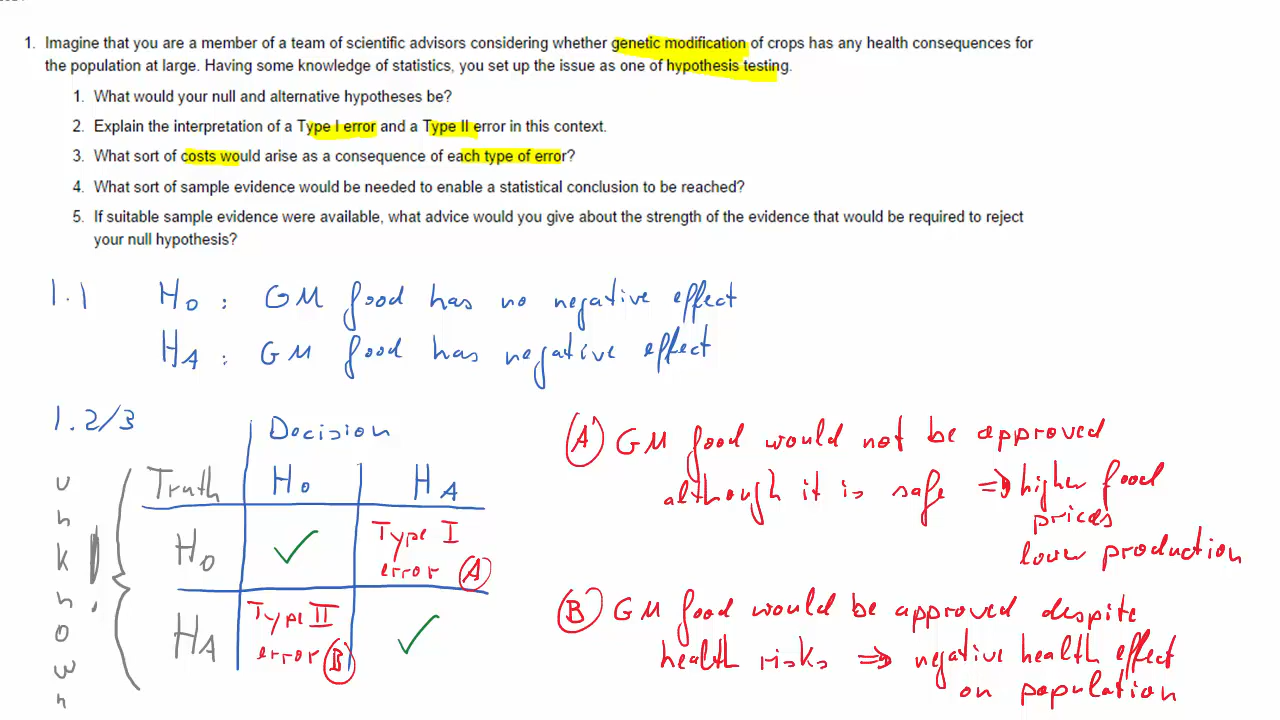 1. Imagine that you are a member of a team of scientific advisors considering whether genetic modification of crops has any health consequences for
the population at large. Having some knowledge of statistics, you set up the issue as one of hypothesis testing.
1. What would your null and alternative hypotheses be?
2. Explain the interpretation of a Type I error and a Type II error in this context.
3. What sort of costs would arise as a consequence of each type of error?
4. What sort of sample evidence would be needed to enable a statistical conclusion to be reached?
5. If suitable sample evidence were available, what advice would you give about the strength of the evidence that would be required to reject
your null hypothesis?
1.1 H0 : GM food has no negative effect
HA : GM food has negative effect
1.2/3
Decision
Truth H0 HA
H0 ✓ Type I
error A
HA Type II
error B ✓
unknown
A GM food would not be approved
although it is safe => higher food
prices
lower production
B GM food would be approved despite
health risks => negative health effect
on population